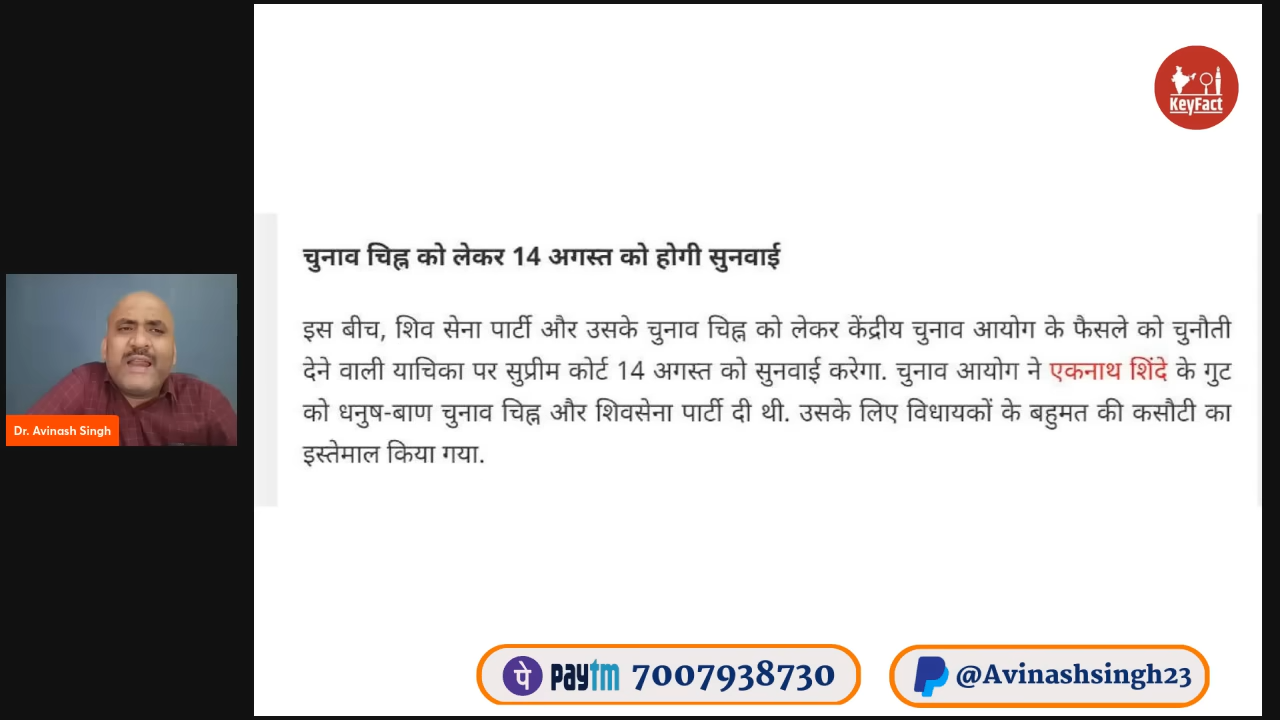 KeyFact
चुनाव चिह्न को लेकर 14 अगस्त को होगी सुनवाई
इस बीच, शिव सेना पार्टी और उसके चुनाव चिह्न को लेकर केंद्रीय चुनाव आयोग के फैसले को चुनौती
देने वाली याचिका पर सुप्रीम कोर्ट 14 अगस्त को सुनवाई करेगा. चुनाव आयोग ने एकनाथ शिंदे के गुट
को धनुष-बाण चुनाव चिह्न और शिवसेना पार्टी दी थी. उसके लिए विधायकों के बहुमत की कसौटी का
इस्तेमाल किया गया.
Dr. Avinash Singh
पे paytm 7007938730
@Avinashsingh23